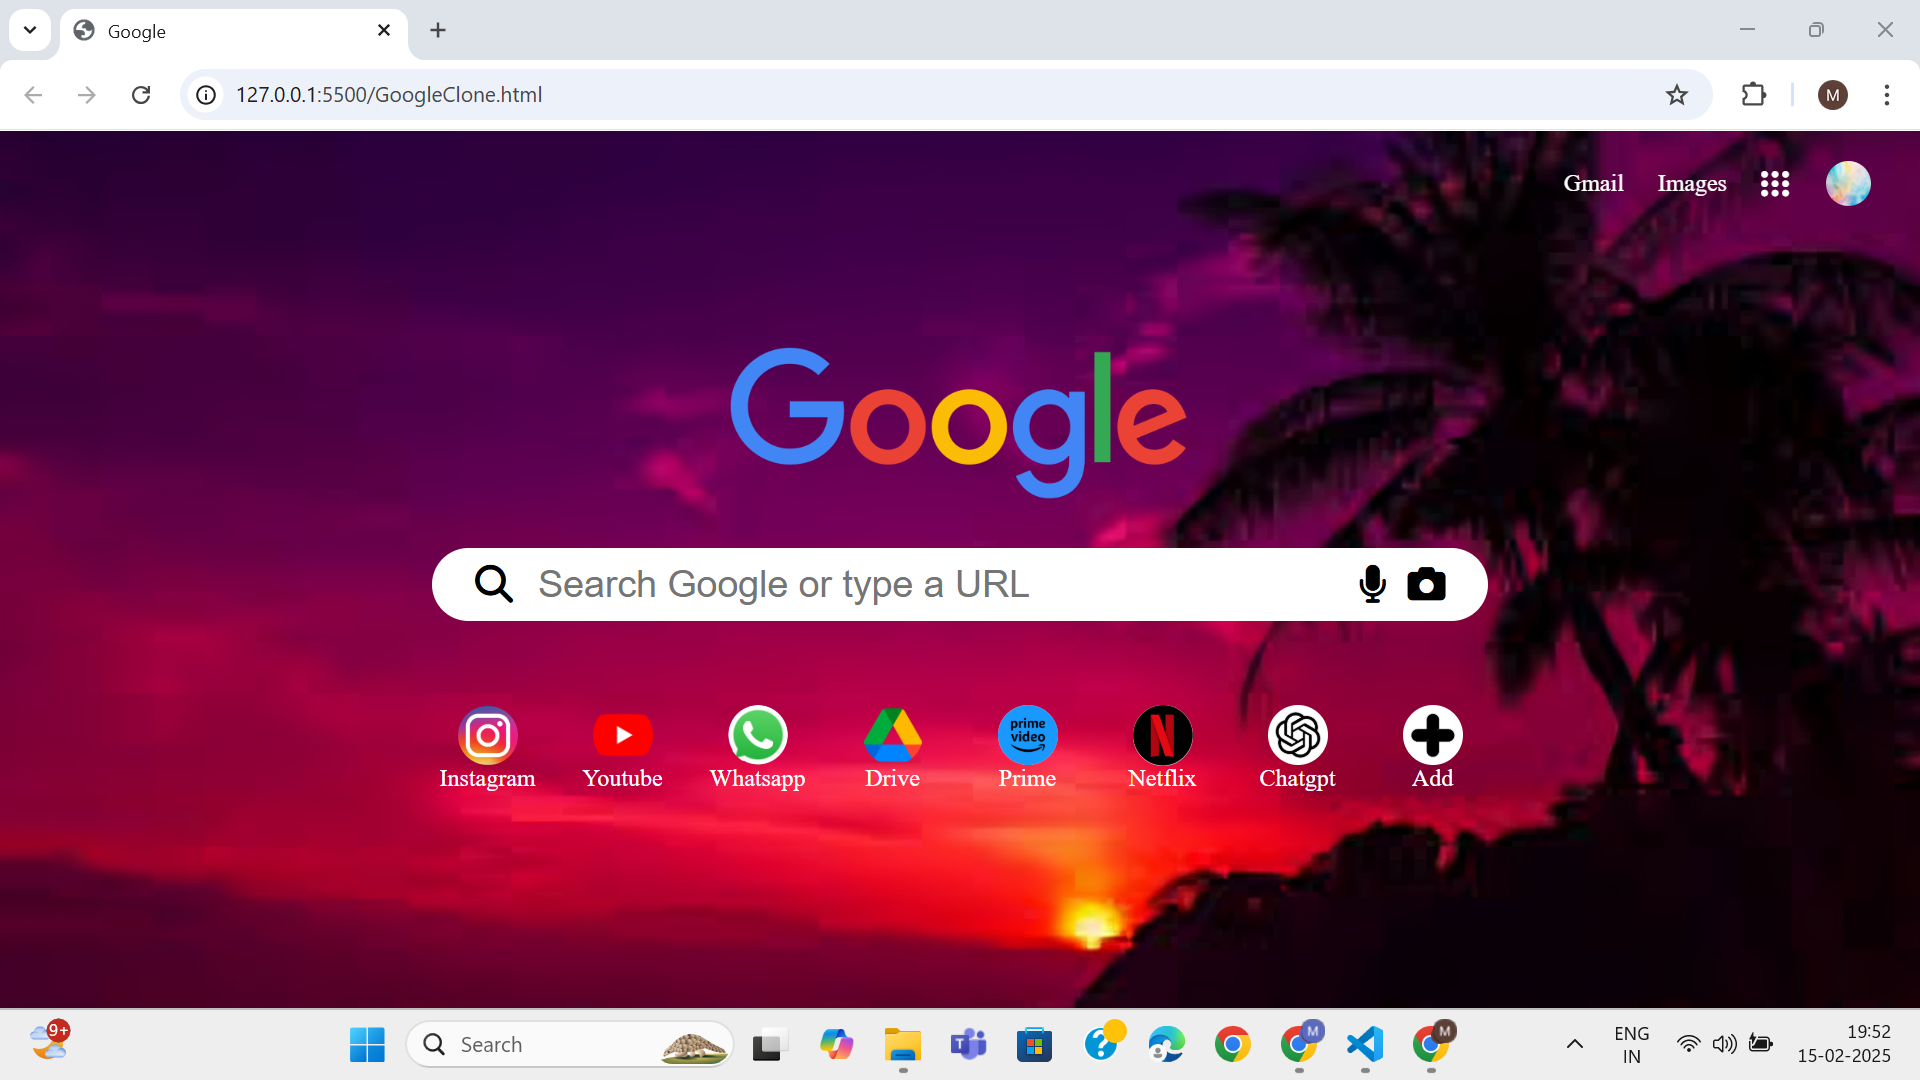 Google
127.0.0.1:5500/GoogleClone.html
M
Gmail Images
Google
Search Google or type a URL
prime
video
N
Instagram Youtube Whatsapp Drive Prime Netflix Chatgpt Add
9+
Search
T
M
M
ENG
IN
19:52
15-02-2025